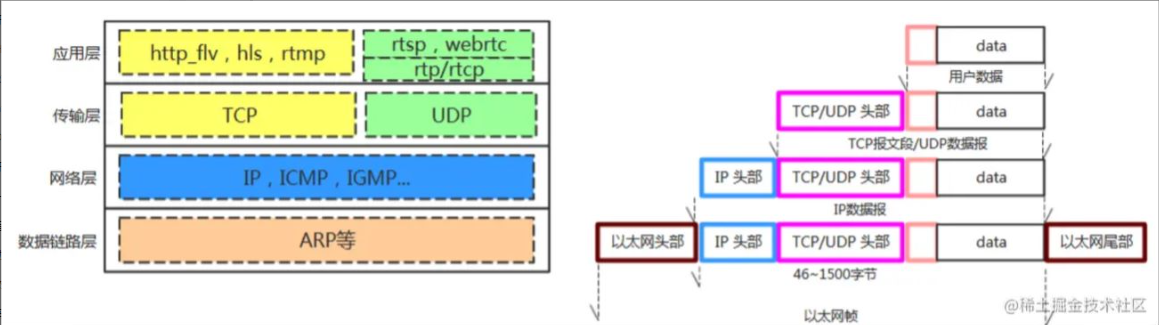 应用层
http_flv，hls，rtmp
rtsp，webrtc
rtp/rtcp
传输层
TCP
UDP
网络层
IP，ICMP，IGMP...
数据链路层
ARP等
data
用户数据
TCP/UDP 头部
data
TCP报文段/UDP数据报
IP 头部
TCP/UDP 头部
data
IP数据报
以太网头部
IP 头部
TCP/UDP 头部
data
以太网尾部
46~1500字节
以太网帧
@稀土掘金技术社区